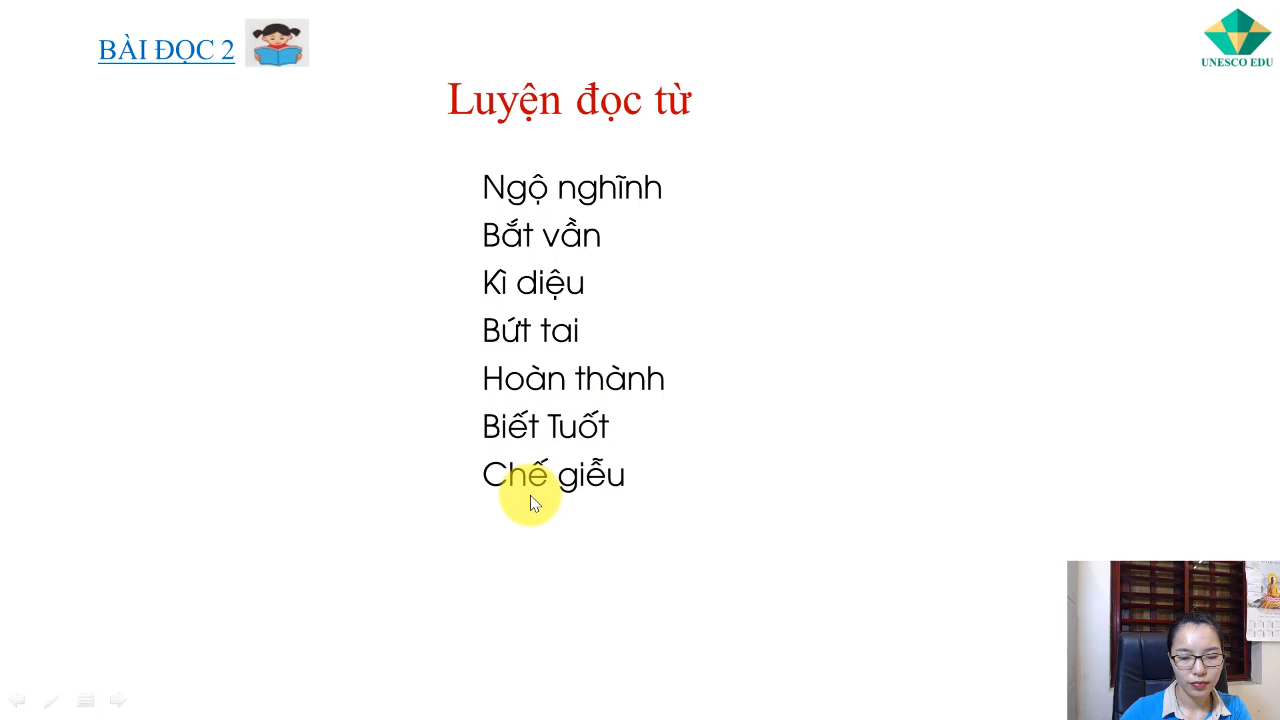 BÀI ĐỌC 2
UNESCO EDU
Luyện đọc từ
Ngộ nghĩnh
Bắt vần
Kì diệu
Bứt tai
Hoàn thành
Biết Tuốt
Chế giễu